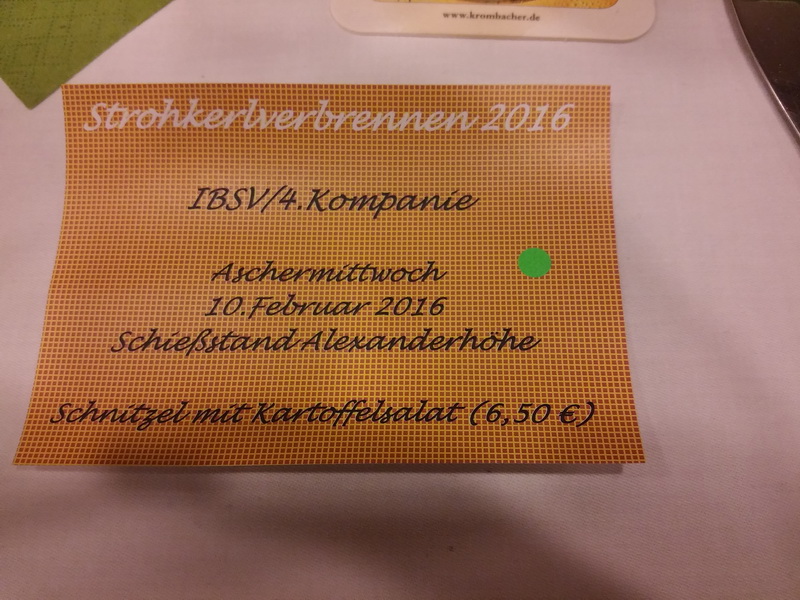 www.krombacher.de
Strohkerlverbrennen 2016
IBSV/4.Kompanie
Aschermittwoch
10.Februar 2016
Schießstand Alexanderhöhe
Schnitzel mit Kartoffelsalat (6,50 €)